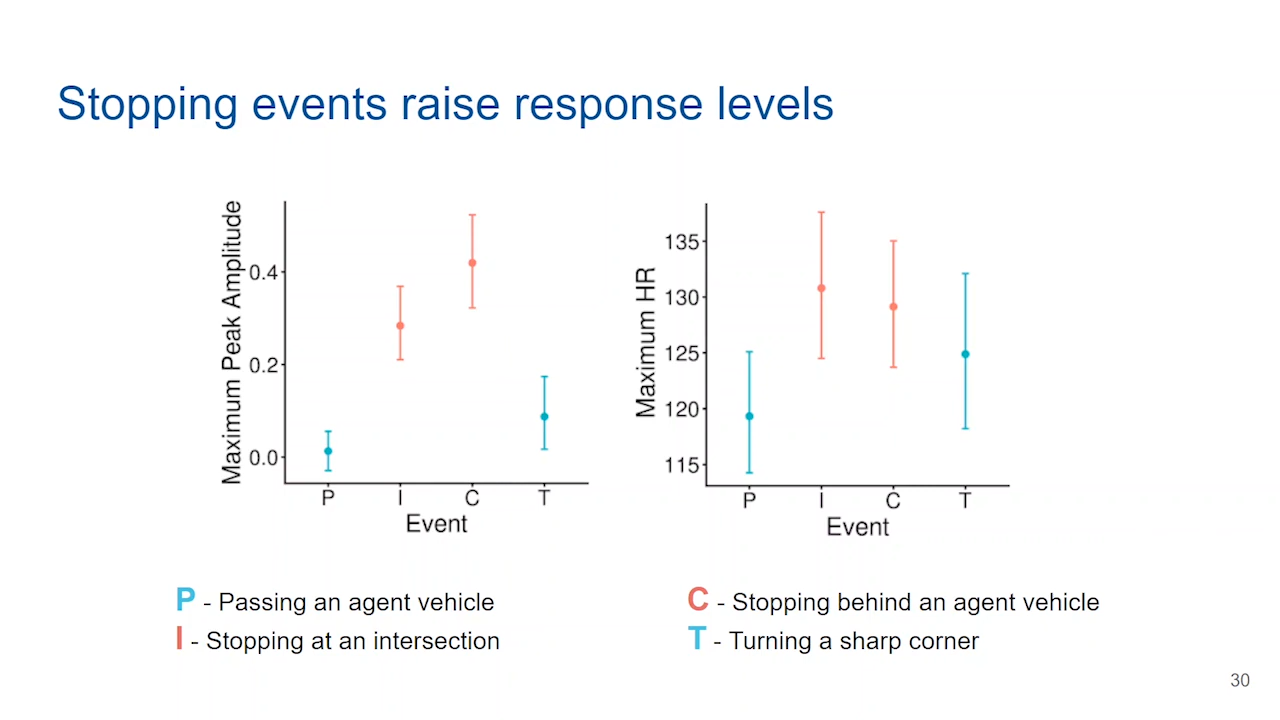 Stopping events raise response levels
Maximum Peak Amplitude
0.4
0.2
0.0
P I C T
Event
Maximum HR
135
130
125
120
115
P I C T
Event
P - Passing an agent vehicle
I - Stopping at an intersection
C - Stopping behind an agent vehicle
T - Turning a sharp corner
30